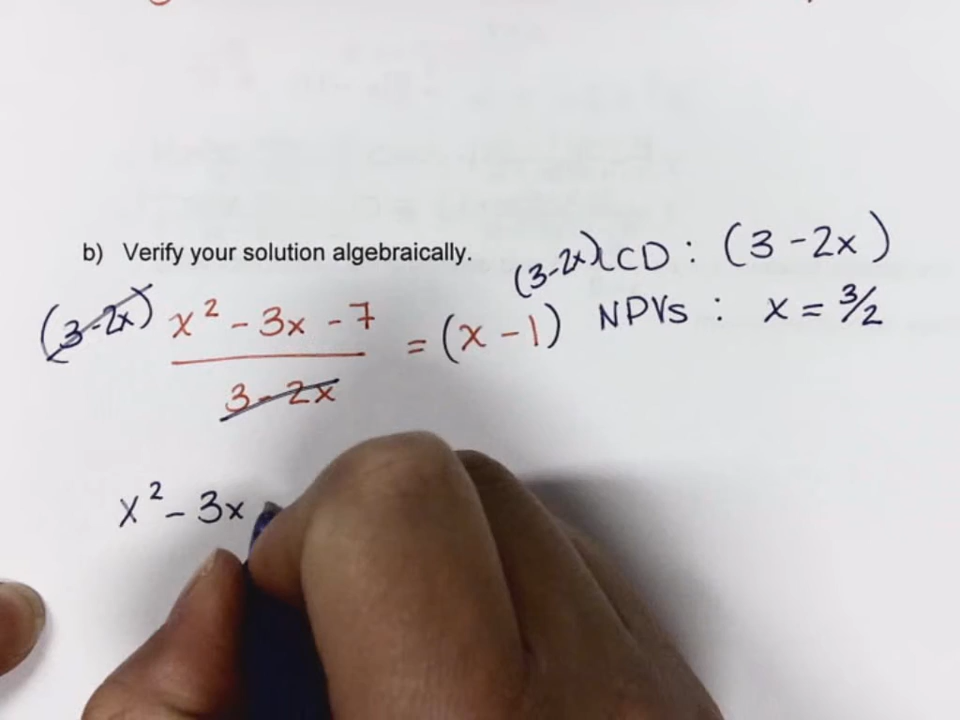 b) Verify your solution algebraically.
(3-2x) LCD : (3-2x)
(3-2x) x² - 3x - 7 = (x - 1) NPVs : x = 3/2
3 - 2x
x² - 3x